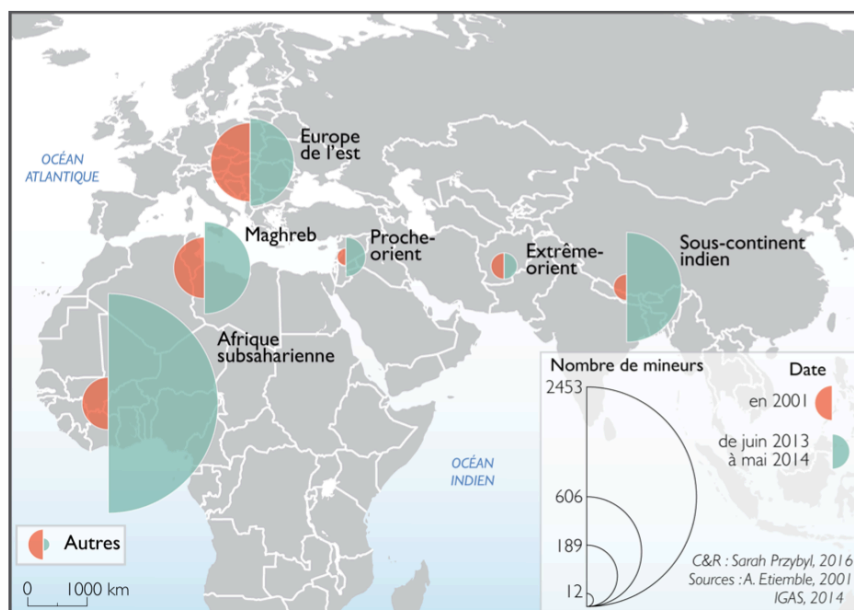 Europe
de l'est
OCÉAN
ATLANTIQUE
Maghreb
Proche-
orient
Extrême-
orient
Sous-continent
indien
Afrique
subsaharienne
OCÉAN
INDIEN
Autres
0 1000 km
Nombre de mineurs
2453
606
189
12
Date
en 2001
de juin 2013
à mai 2014
C&R : Sarah Przybyl, 2016
Sources : A. Etiemble, 2001
IGAS, 2014